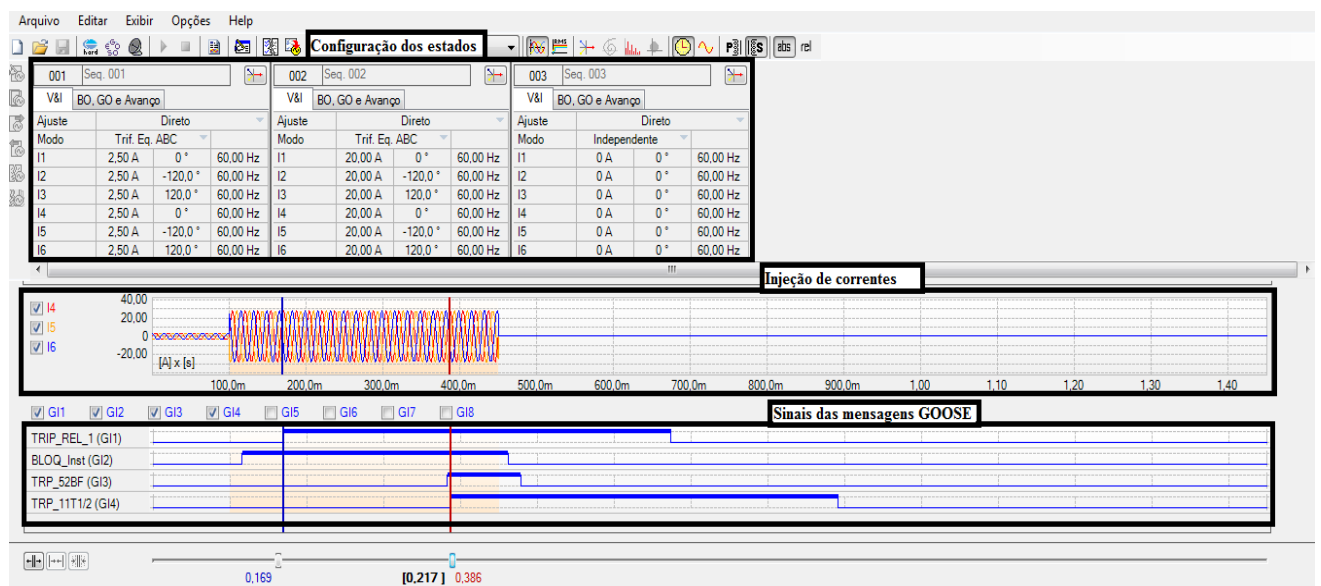 Arquivo Editar Exibir Opções Help
Configuração dos estados
P3 S abs rel
001 Seq. 001 002 Seq. 002 003 Seq. 003
V&I BO, GO e Avanço V&I BO, GO e Avanço V&I BO, GO e Avanço
Ajuste Direto Ajuste Direto Ajuste Direto
Modo Trif. Eq. ABC Modo Trif. Eq. ABC Modo Independente
I1 2,50 A 0 ° 60,00 Hz I1 20,00 A 0 ° 60,00 Hz I1 0 A 0 ° 60,00 Hz
I2 2,50 A -120,0 ° 60,00 Hz I2 20,00 A -120,0 ° 60,00 Hz I2 0 A 0 ° 60,00 Hz
I3 2,50 A 120,0 ° 60,00 Hz I3 20,00 A 120,0 ° 60,00 Hz I3 0 A 0 ° 60,00 Hz
I4 2,50 A 0 ° 60,00 Hz I4 20,00 A 0 ° 60,00 Hz I4 0 A 0 ° 60,00 Hz
I5 2,50 A -120,0 ° 60,00 Hz I5 20,00 A -120,0 ° 60,00 Hz I5 0 A 0 ° 60,00 Hz
I6 2,50 A 120,0 ° 60,00 Hz I6 20,00 A 120,0 ° 60,00 Hz I6 0 A 0 ° 60,00 Hz
Injeção de correntes
I4 40,00
I5 20,00
I6 0
-20,00
[A] x [s]
100,0m 200,0m 300,0m 400,0m 500,0m 600,0m 700,0m 800,0m 900,0m 1,00 1,10 1,20 1,30 1,40
GI1 GI2 GI3 GI4 GI5 GI6 GI7 GI8
Sinais das mensagens GOOSE
TRIP_REL_1 (GI1)
BLOQ_Inst (GI2)
TRP_52BF (GI3)
TRP_11T1/2 (GI4)
0,169 [0,217 ] 0,386